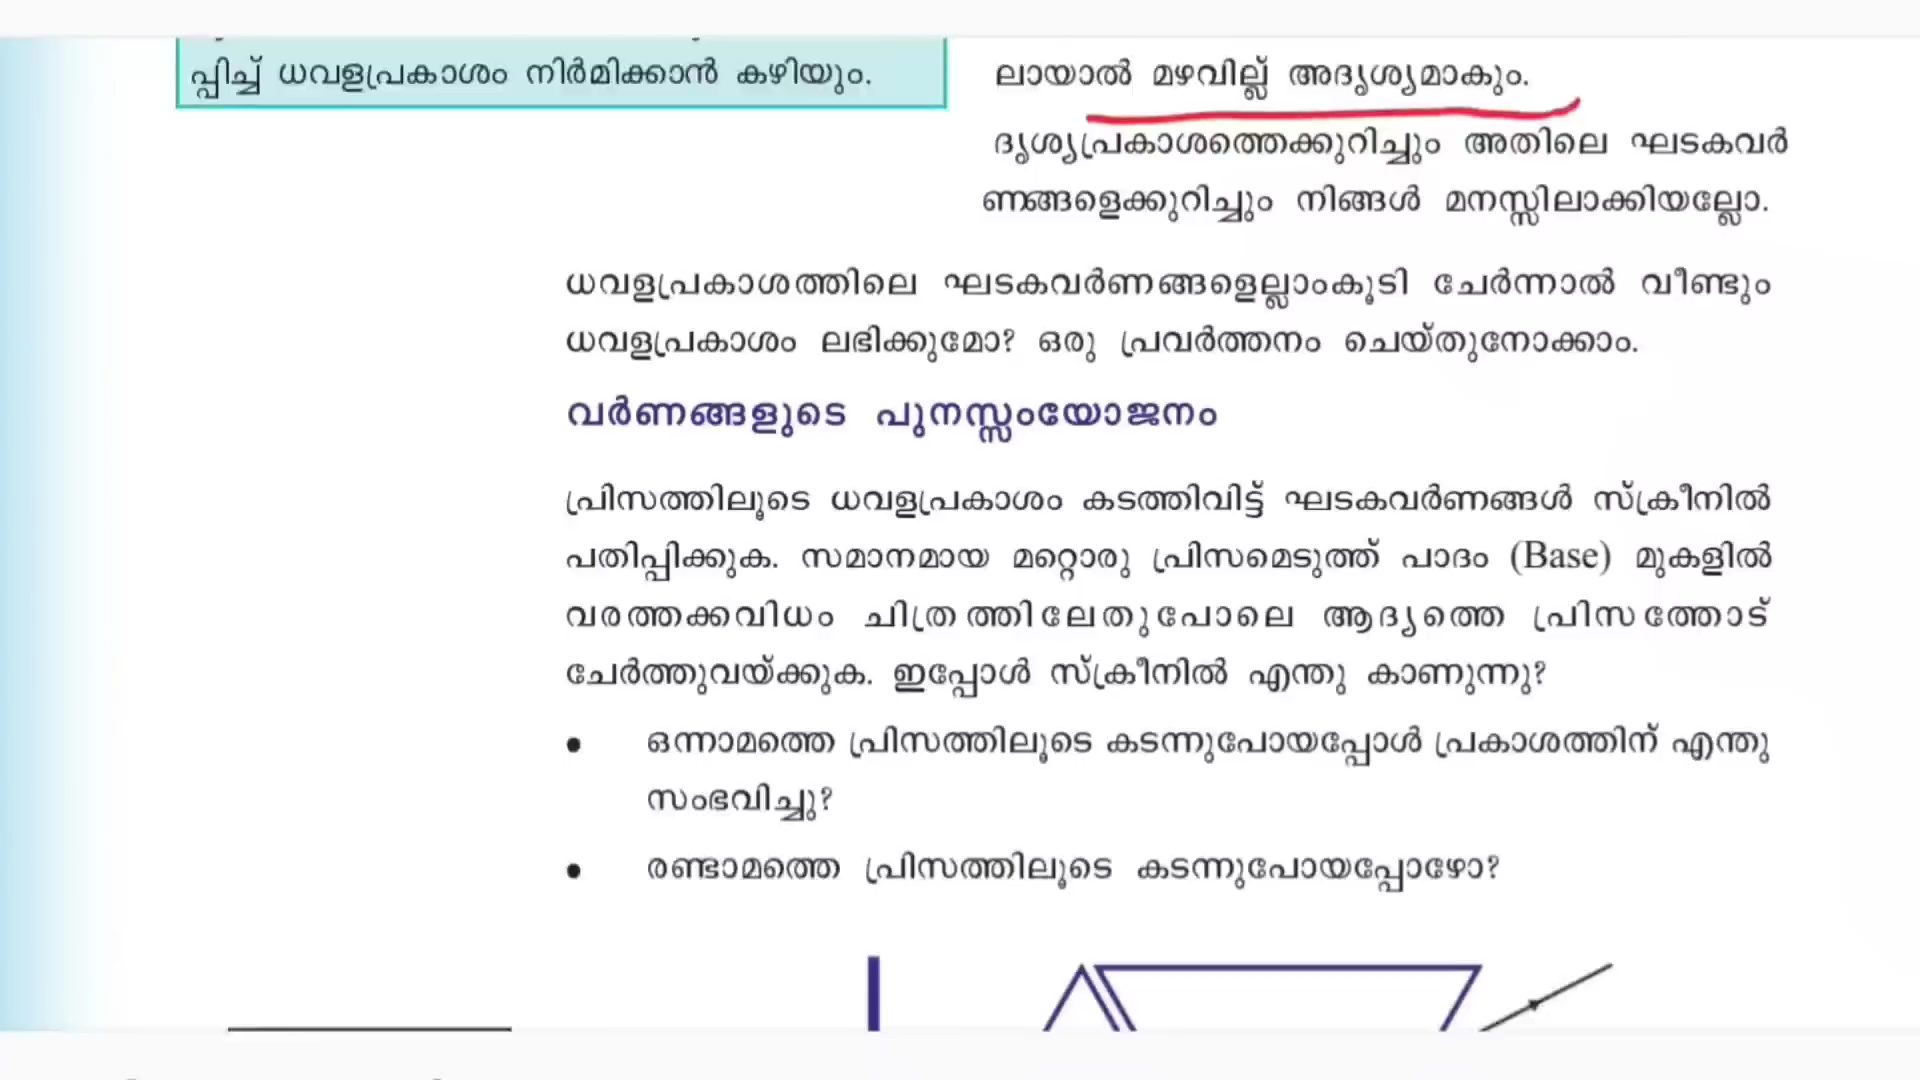 പ്പിച്ച് ധവളപ്രകാശം നിർമിക്കാൻ കഴിയും.
ലായാൽ മഴവില്ല് അദൃശ്യമാകും.
ദൃശ്യപ്രകാശത്തെക്കുറിച്ചും അതിലെ ഘടകവർ
ണങ്ങളെക്കുറിച്ചും നിങ്ങൾ മനസ്സിലാക്കിയല്ലോ.
ധവളപ്രകാശത്തിലെ ഘടകവർണങ്ങളെല്ലാംകൂടി ചേർന്നാൽ വീണ്ടും
ധവളപ്രകാശം ലഭിക്കുമോ? ഒരു പ്രവർത്തനം ചെയ്തുനോക്കാം.
വർണങ്ങളുടെ പുനസ്സംയോജനം
പ്രിസത്തിലൂടെ ധവളപ്രകാശം കടത്തിവിട്ട് ഘടകവർണങ്ങൾ സ്ക്രീനിൽ
പതിപ്പിക്കുക. സമാനമായ മറ്റൊരു പ്രിസമെടുത്ത് പാദം (Base) മുകളിൽ
വരത്തക്കവിധം ചിത്രത്തിലേതുപോലെ ആദ്യത്തെ പ്രിസത്തോട്
ചേർത്തുവയ്ക്കുക. ഇപ്പോൾ സ്ക്രീനിൽ എന്തു കാണുന്നു?
• ഒന്നാമത്തെ പ്രിസത്തിലൂടെ കടന്നുപോയപ്പോൾ പ്രകാശത്തിന് എന്തു
സംഭവിച്ചു?
• രണ്ടാമത്തെ പ്രിസത്തിലൂടെ കടന്നുപോയപ്പോഴോ?